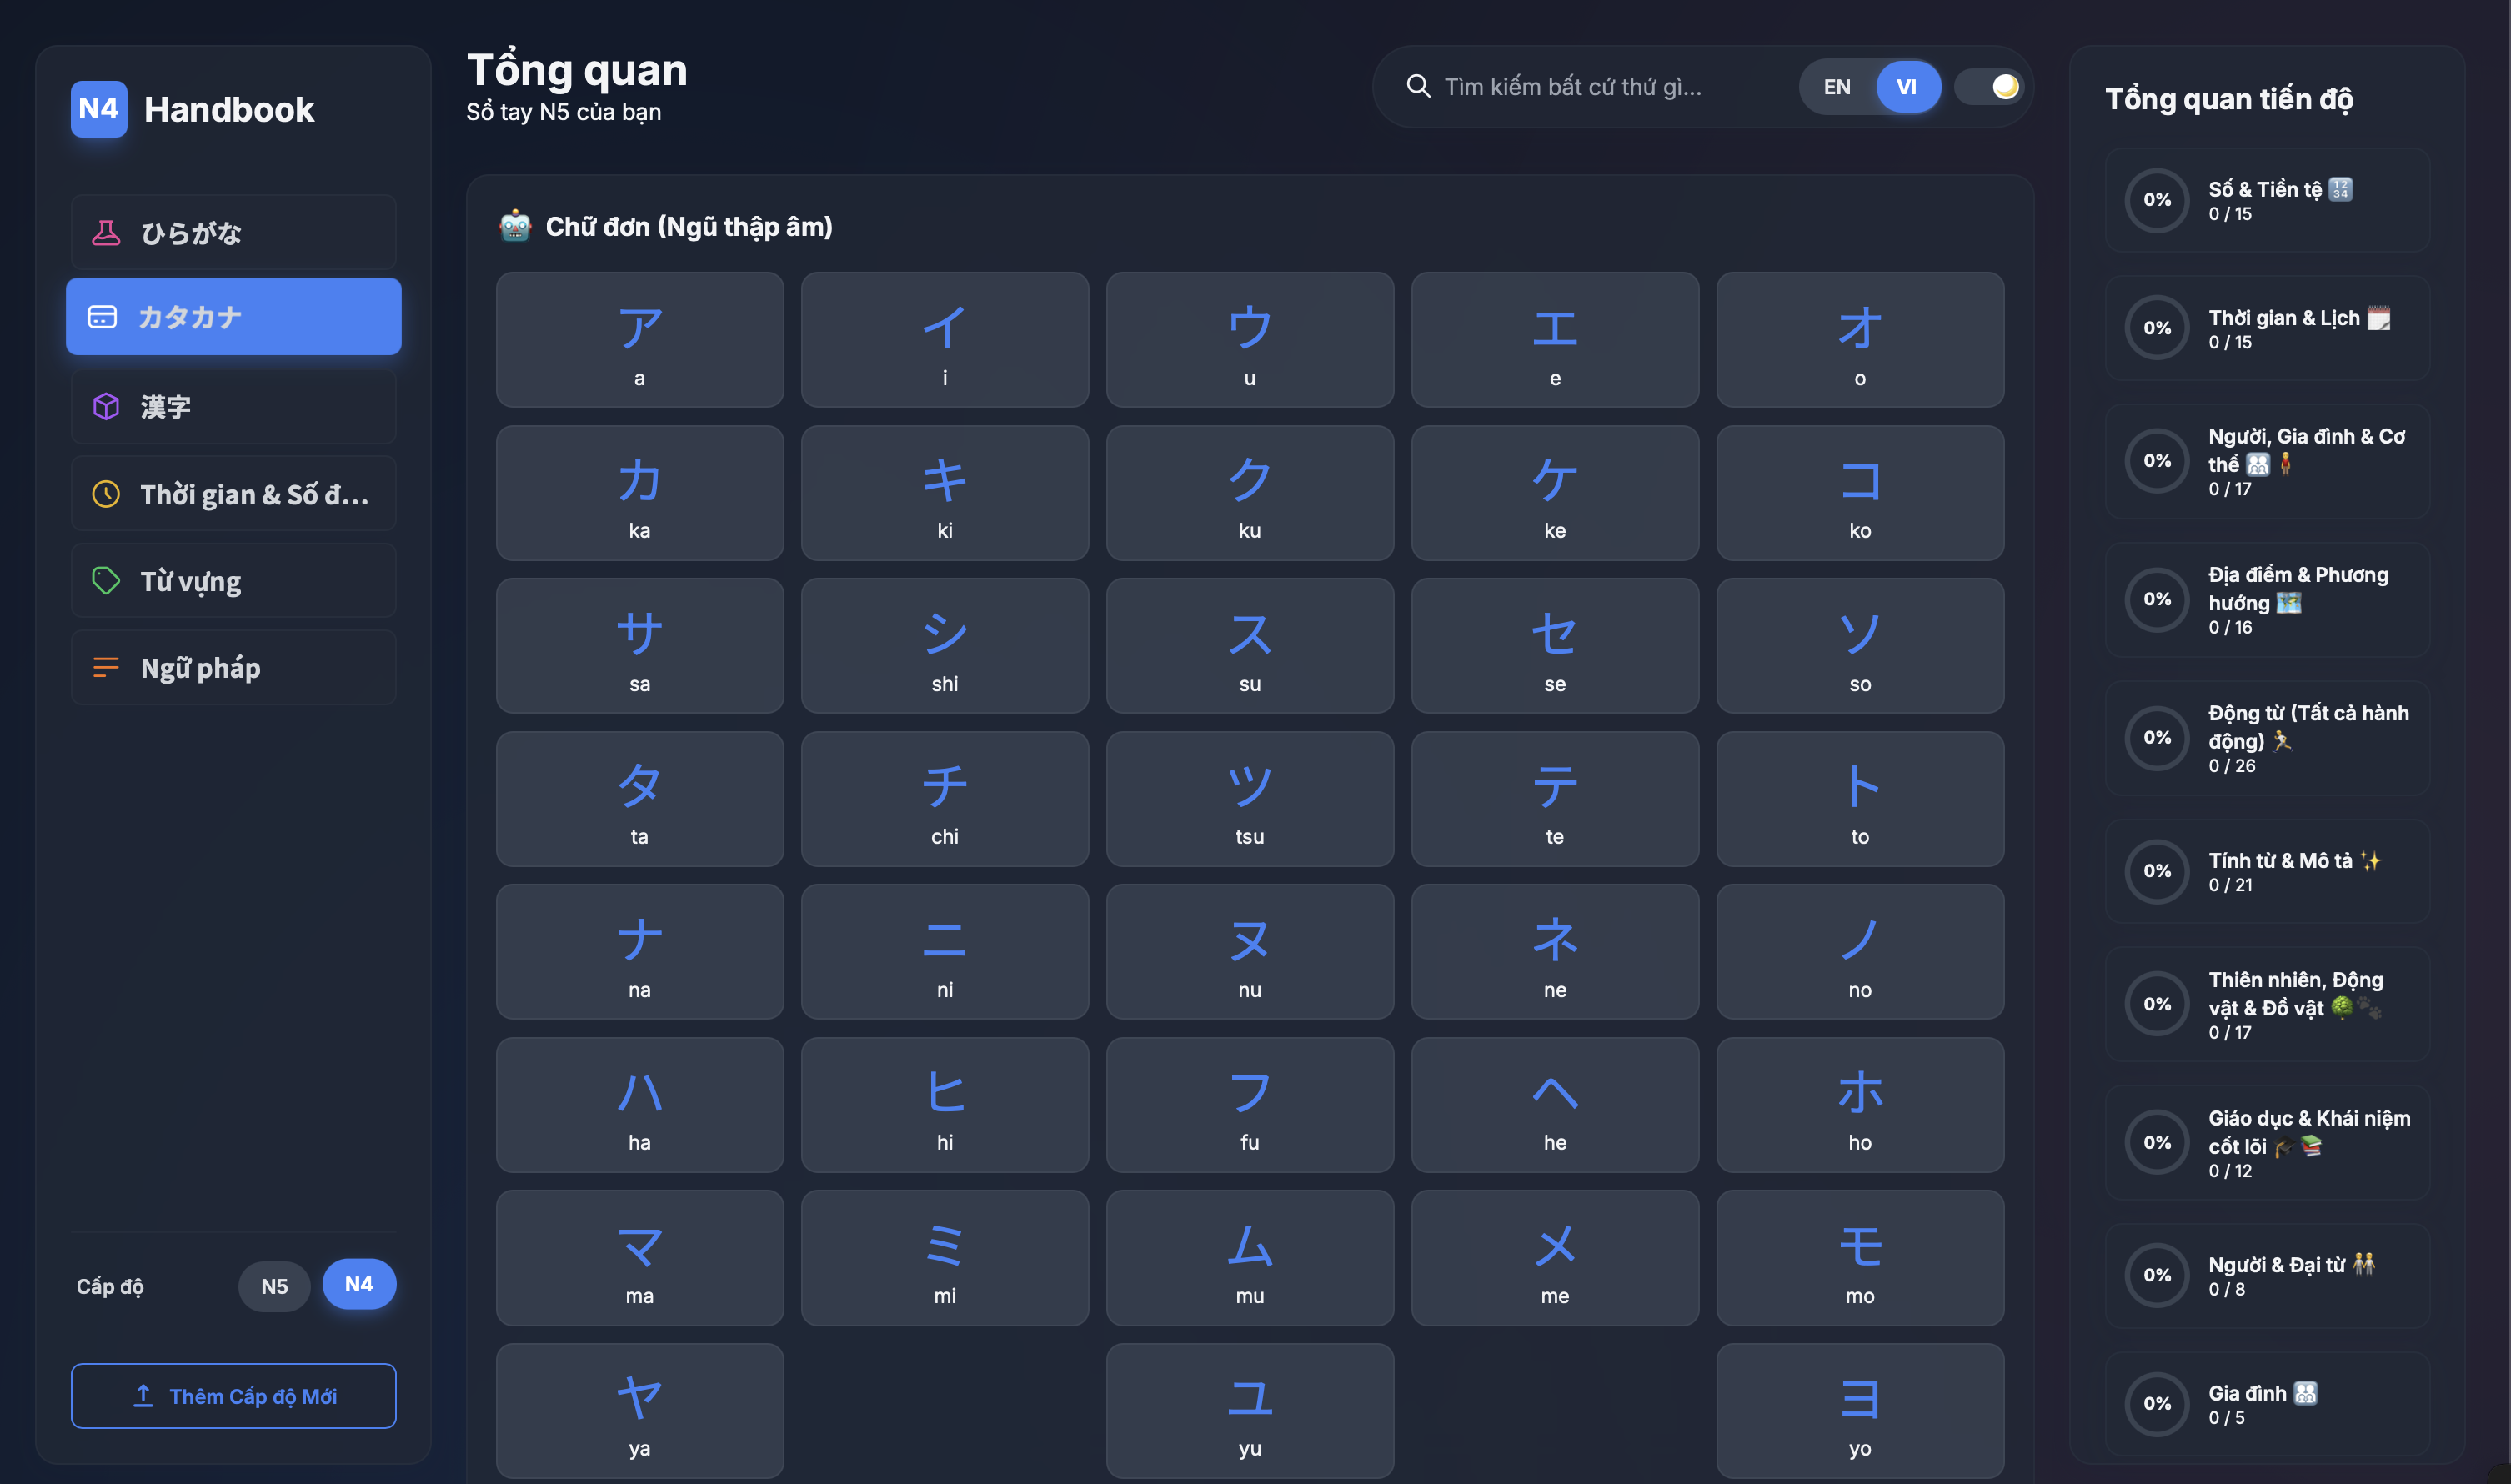 N4 Handbook
ひらがな
カタカナ
漢字
Thời gian & Số đ...
Từ vựng
Ngữ pháp
Cấp độ N5 N4
Thêm Cấp độ Mới
Tổng quan
Sổ tay N5 của bạn
Tìm kiếm bất cứ thứ gì... EN VI
Chữ đơn (Ngũ thập âm)
ア イ ウ エ オ
a i u e o
カ キ ク ケ コ
ka ki ku ke ko
サ シ ス セ ソ
sa shi su se so
タ チ ツ テ ト
ta chi tsu te to
ナ ニ ヌ ネ ノ
na ni nu ne no
ハ ヒ フ ヘ ホ
ha hi fu he ho
マ ミ ム メ モ
ma mi mu me mo
ヤ ユ ヨ
ya yu yo
Tổng quan tiến độ
0% Số & Tiền tệ 🔢
0 / 15
0% Thời gian & Lịch 🗓️
0 / 15
Người, Gia đình & Cơ
0% thể 👨‍👩‍👧‍👦🧍
0 / 17
Địa điểm & Phương
0% hướng 🗺️
0 / 16
Động từ (Tất cả hành
0% động) 🏃
0 / 26
0% Tính từ & Mô tả ✨
0 / 21
Thiên nhiên, Động
0% vật & Đồ vật 🌳🐾
0 / 17
Giáo dục & Khái niệm
0% cốt lõi 🎓📚
0 / 12
0% Người & Đại từ 🧑‍🤝‍🧑
0 / 8
0% Gia đình 👨‍👩‍👧‍👦
0 / 5